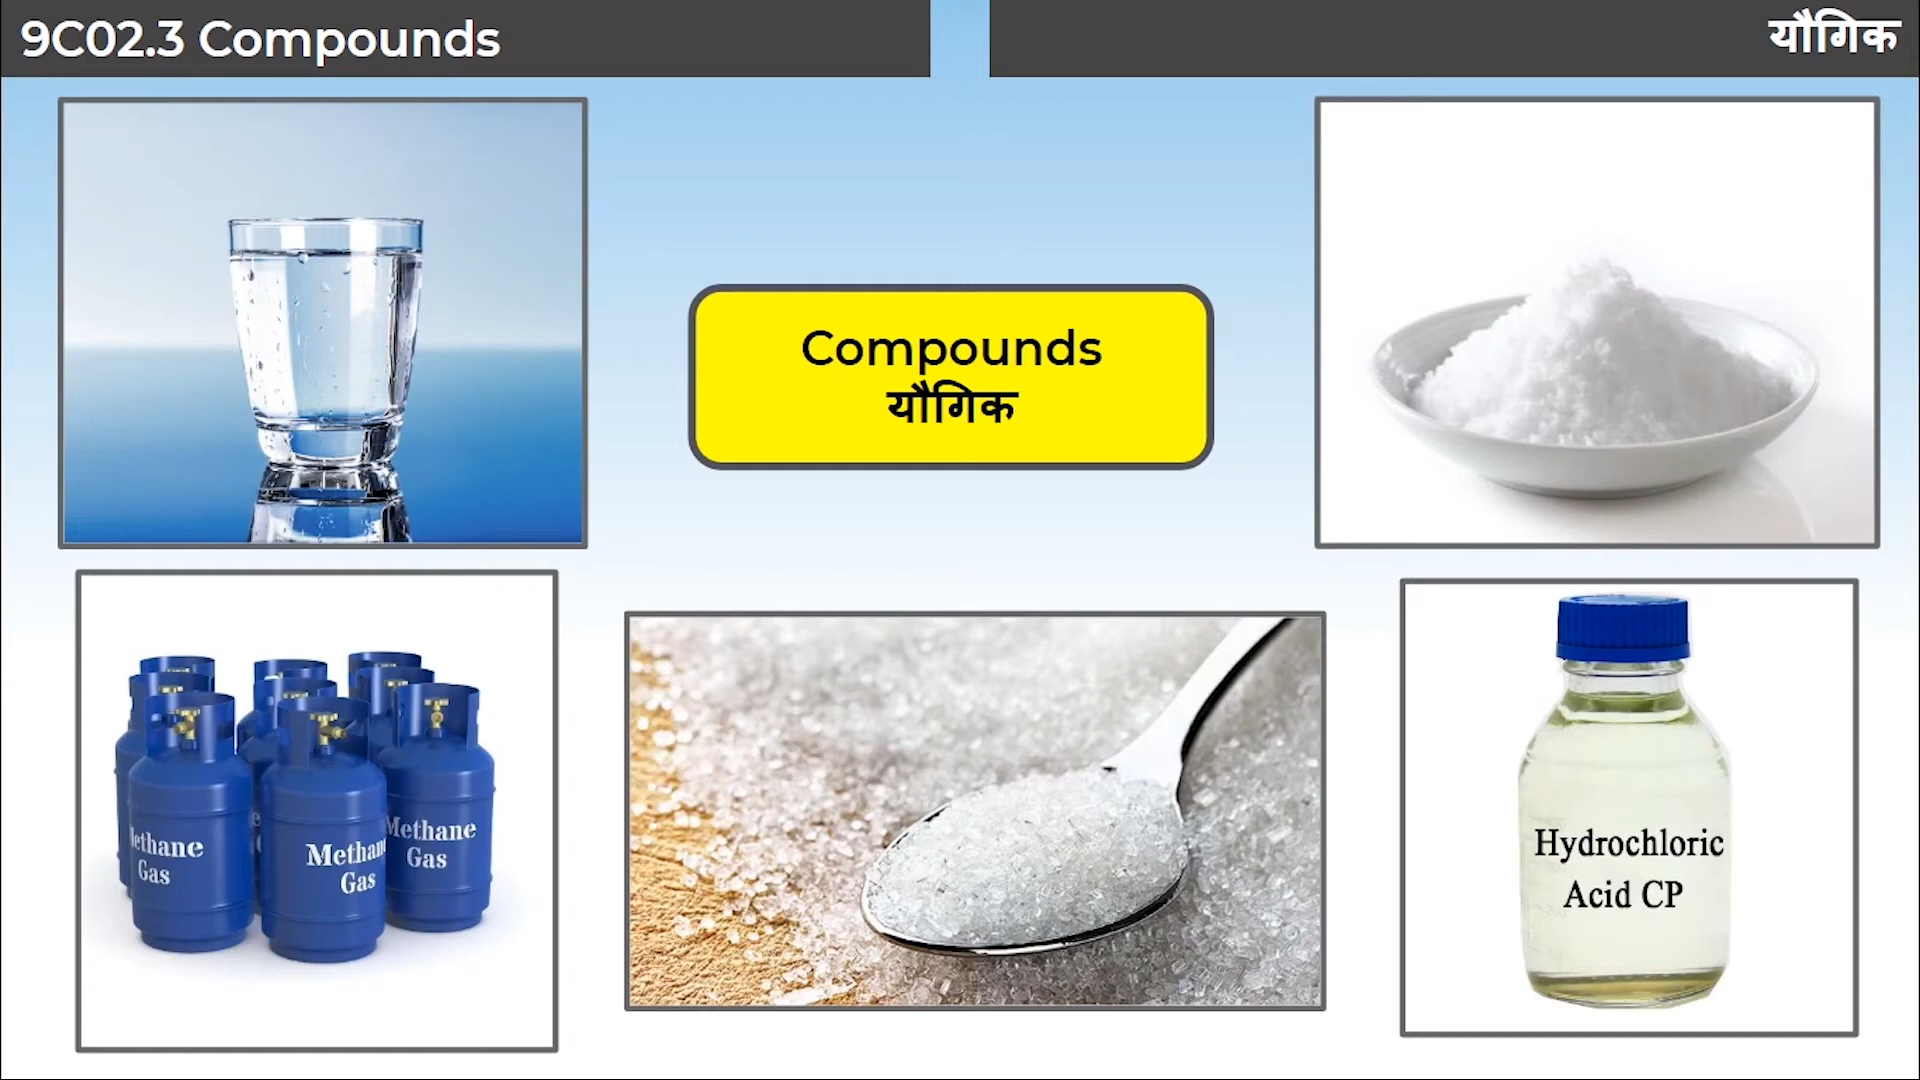 9C02.3 Compounds
यौगिक
Compounds
यौगिक
Methane
Gas
Methane
Gas
Methane
Gas
Hydrochloric
Acid CP